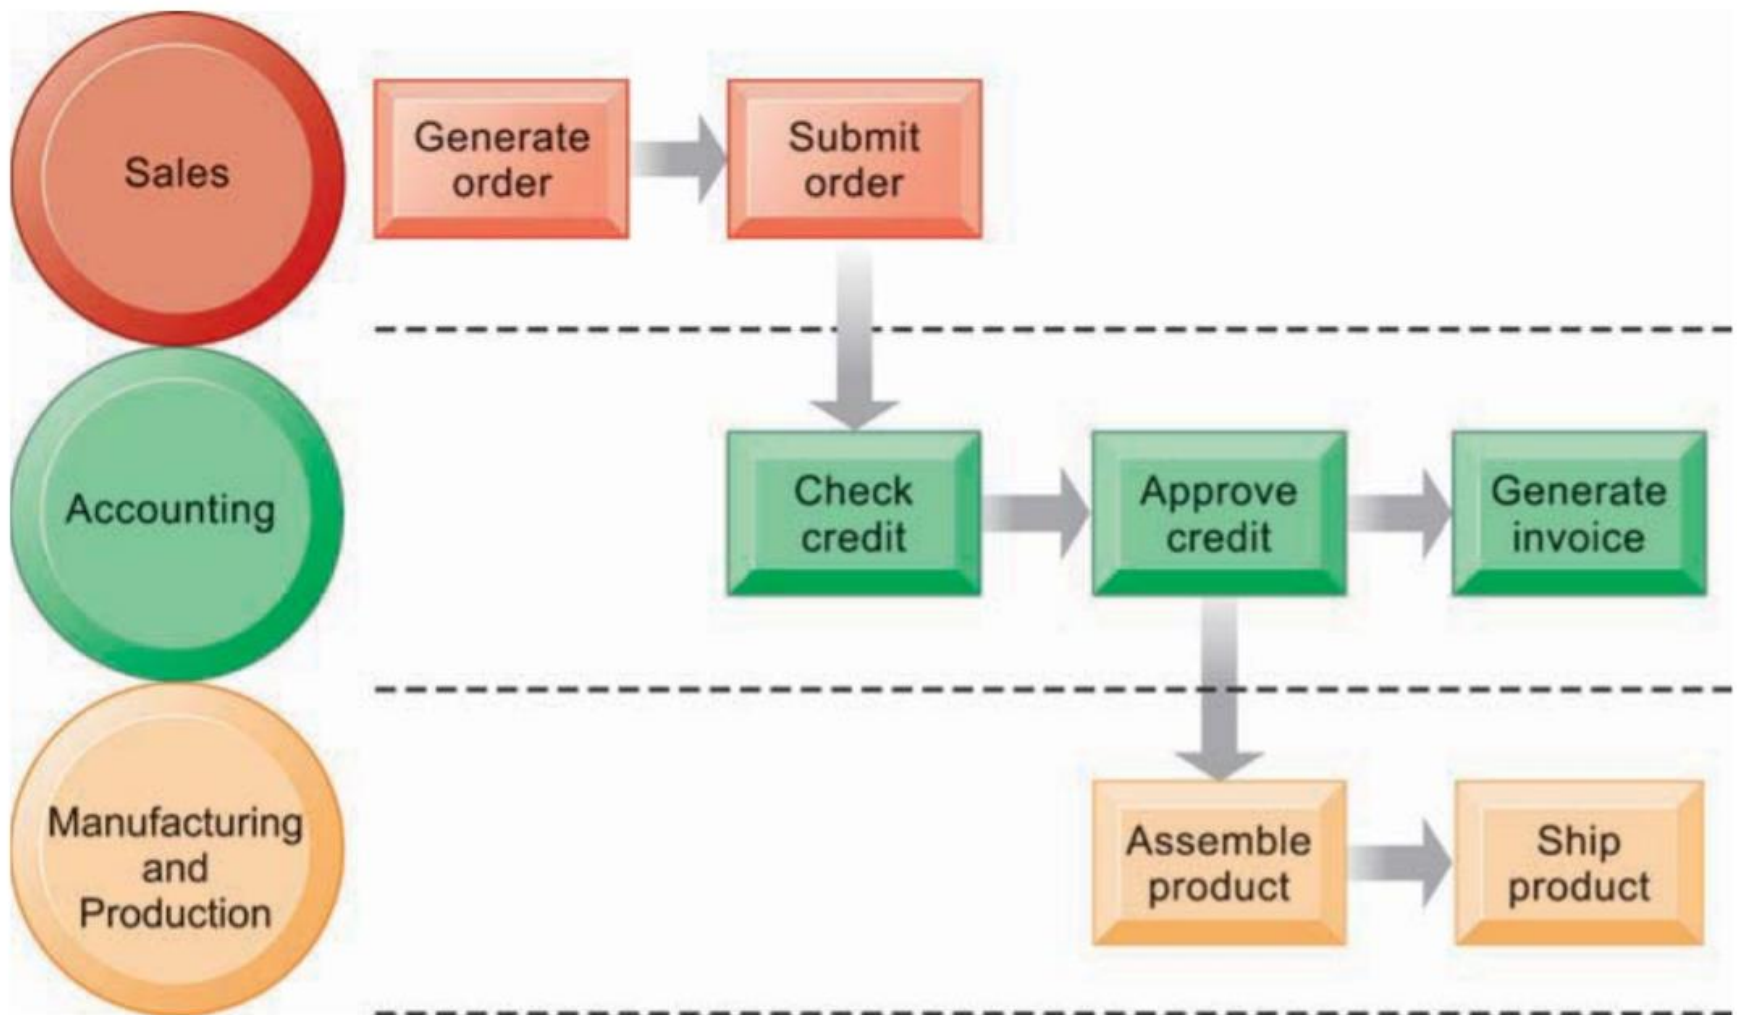 Sales
Generate
order
Submit
order
Accounting
Check
credit
Approve
credit
Generate
invoice
Manufacturing
and
Production
Assemble
product
Ship
product